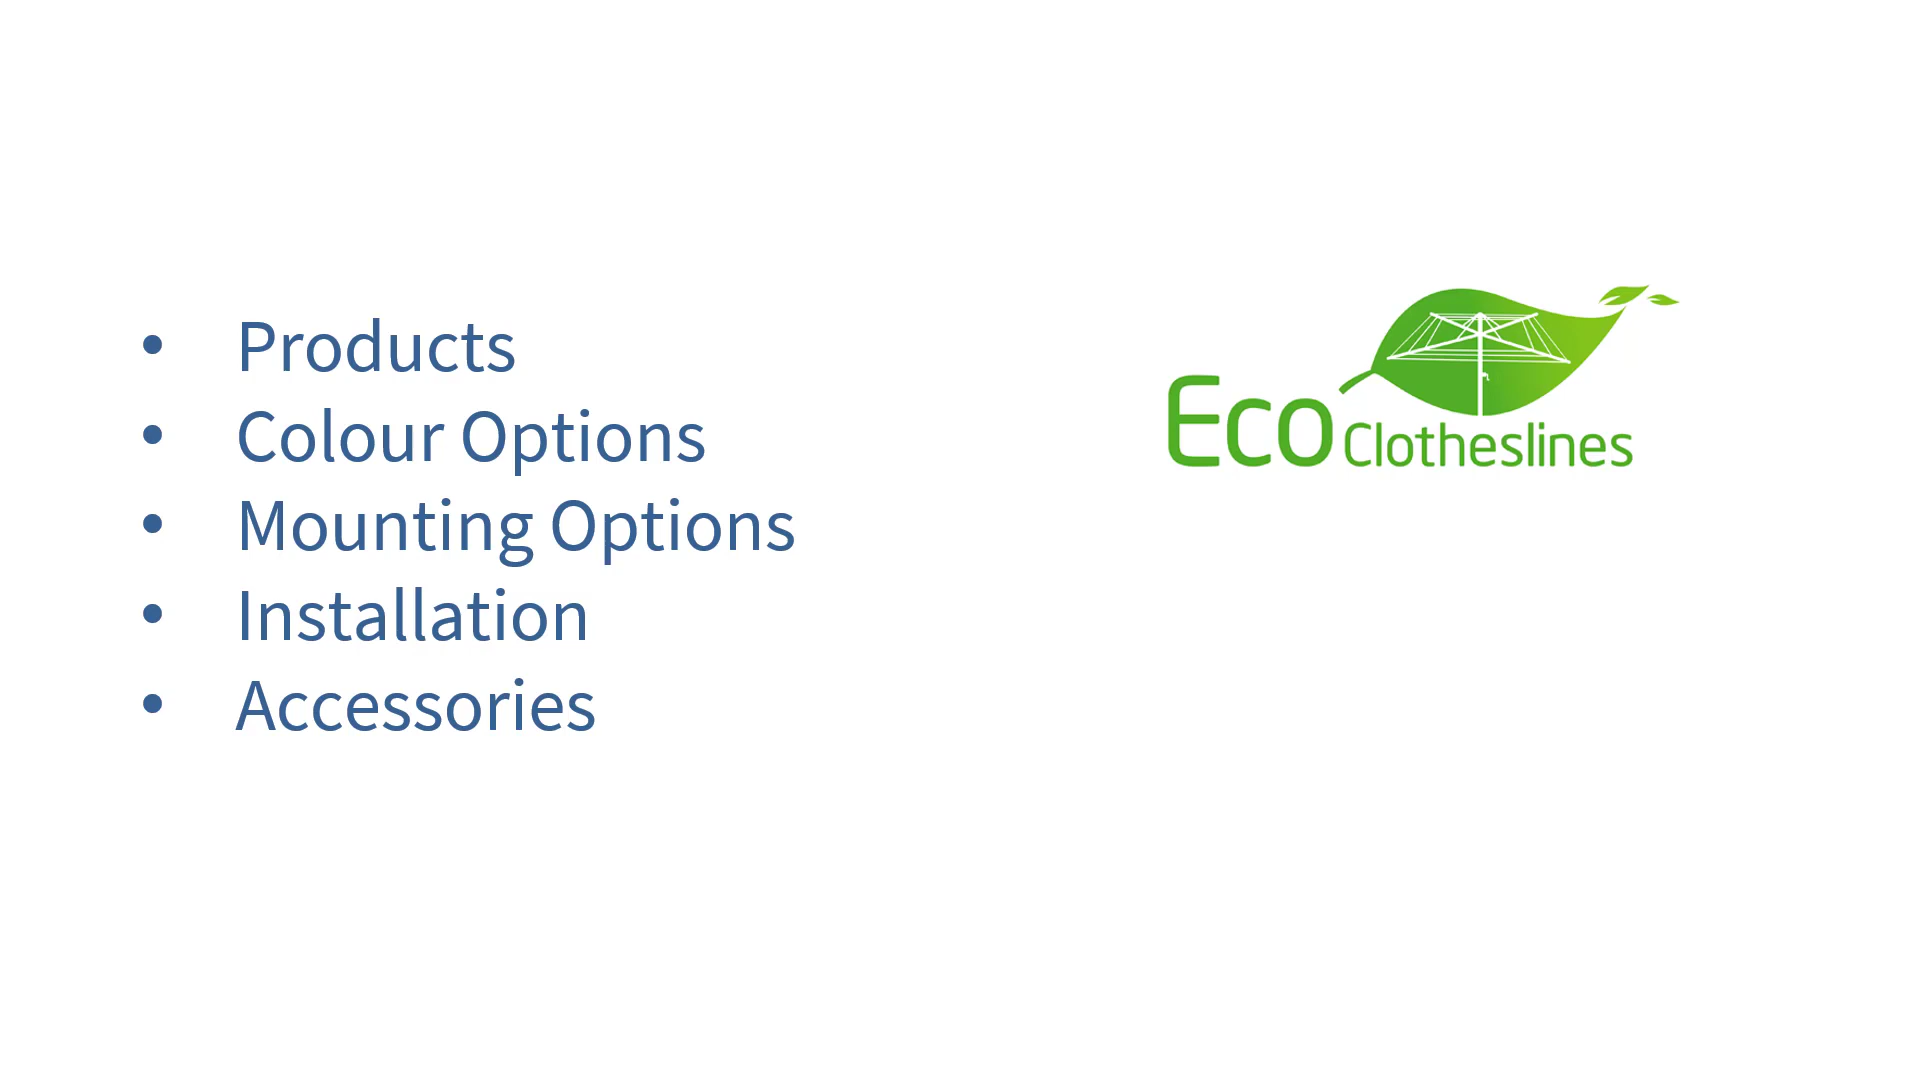 • Products
• Colour Options
• Mounting Options
• Installation
• Accessories
Eco Clotheslines